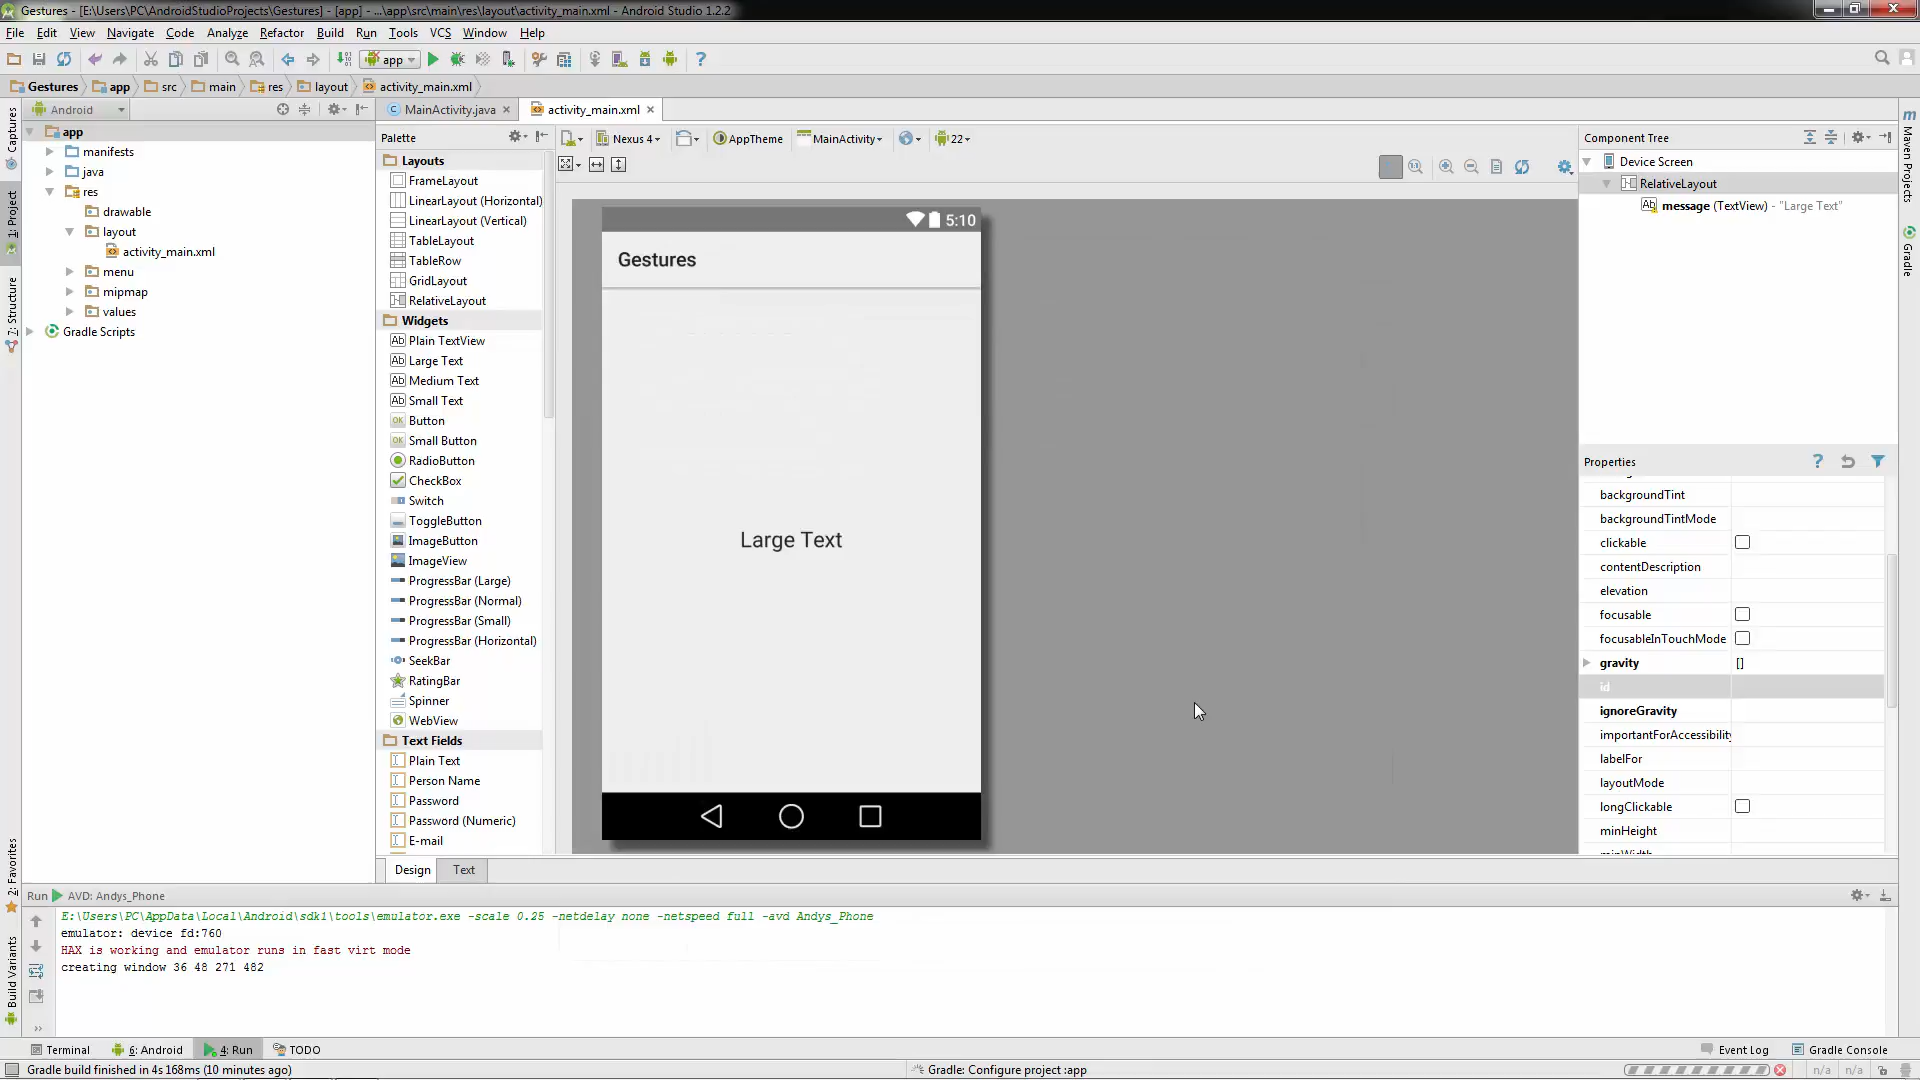 Gestures - [E:\Users\PC\AndroidStudioProjects\Gestures] - [app] - ...\app\src\main\res\layout\activity_main.xml - Android Studio 1.2.2
File Edit View Navigate Code Analyze Refactor Build Run Tools VCS Window Help
app
Gestures app src main res layout activity_main.xml
Android
MainActivity.java activity_main.xml
app
manifests
java
res
drawable
layout
activity_main.xml
menu
mipmap
values
Gradle Scripts
Captures
1: Project
7: Structure
2: Favorites
Build Variants
Palette
Layouts
FrameLayout
LinearLayout (Horizontal)
LinearLayout (Vertical)
TableLayout
TableRow
GridLayout
RelativeLayout
Widgets
Plain TextView
Large Text
Medium Text
Small Text
Button
Small Button
RadioButton
CheckBox
Switch
ToggleButton
ImageButton
ImageView
ProgressBar (Large)
ProgressBar (Normal)
ProgressBar (Small)
ProgressBar (Horizontal)
SeekBar
RatingBar
Spinner
WebView
Text Fields
Plain Text
Person Name
Password
Password (Numeric)
E-mail
Nexus 4 AppTheme MainActivity 22
5:10
Gestures
Large Text
Design Text
Component Tree
Device Screen
RelativeLayout
message (TextView) - "Large Text"
Properties
backgroundTint
backgroundTintMode
clickable
contentDescription
elevation
focusable
focusableInTouchMode
gravity []
id
ignoreGravity
importantForAccessibility
labelFor
layoutMode
longClickable
minHeight
minWidth
Maven Projects
Gradle
Run AVD: Andys_Phone
E:\Users\PC\AppData\Local\Android\sdk1\tools\emulator.exe -scale 0.25 -netdelay none -netspeed full -avd Andys_Phone
emulator: device fd:760
HAX is working and emulator runs in fast virt mode
creating window 36 48 271 482
Terminal 6: Android 4: Run TODO Event Log Gradle Console
Gradle build finished in 4s 168ms (10 minutes ago) Gradle: Configure project :app n/a n/a